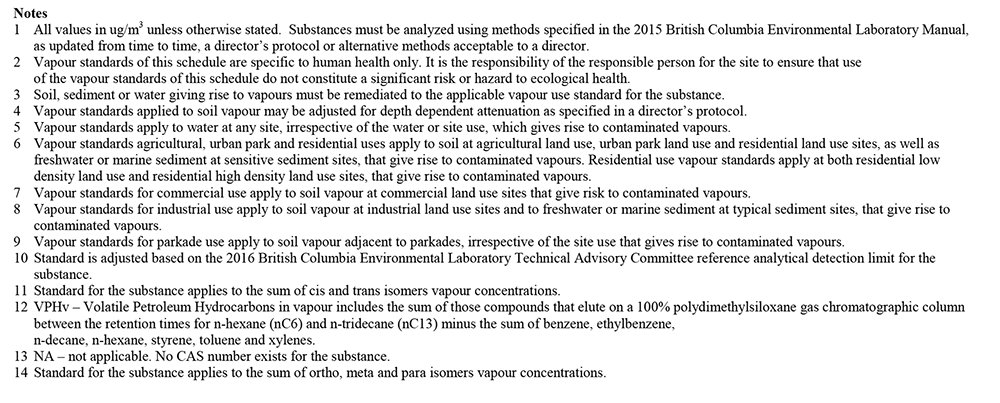 Notes
1 All values in ug/m³ unless otherwise stated. Substances must be analyzed using methods specified in the 2015 British Columbia Environmental Laboratory Manual,
as updated from time to time, a director's protocol or alternative methods acceptable to a director.
2 Vapour standards of this schedule are specific to human health only. It is the responsibility of the responsible person for the site to ensure that use
of the vapour standards of this schedule do not constitute a significant risk or hazard to ecological health.
3 Soil, sediment or water giving rise to vapours must be remediated to the applicable vapour use standard for the substance.
4 Vapour standards applied to soil vapour may be adjusted for depth dependent attenuation as specified in a director's protocol.
5 Vapour standards apply to water at any site, irrespective of the water or site use, which gives rise to contaminated vapours.
6 Vapour standards agricultural, urban park and residential uses apply to soil at agricultural land use, urban park land use and residential land use sites, as well as
freshwater or marine sediment at sensitive sediment sites, that give rise to contaminated vapours. Residential use vapour standards apply at both residential low
density land use and residential high density land use sites, that give rise to contaminated vapours.
7 Vapour standards for commercial use apply to soil vapour at commercial land use sites that give risk to contaminated vapours.
8 Vapour standards for industrial use apply to soil vapour at industrial land use sites and to freshwater or marine sediment at typical sediment sites, that give rise to
contaminated vapours.
9 Vapour standards for parkade use apply to soil vapour adjacent to parkades, irrespective of the site use that gives rise to contaminated vapours.
10 Standard is adjusted based on the 2016 British Columbia Environmental Laboratory Technical Advisory Committee reference analytical detection limit for the
substance.
11 Standard for the substance applies to the sum of cis and trans isomers vapour concentrations.
12 VPHv – Volatile Petroleum Hydrocarbons in vapour includes the sum of those compounds that elute on a 100% polydimethylsiloxane gas chromatographic column
between the retention times for n-hexane (nC6) and n-tridecane (nC13) minus the sum of benzene, ethylbenzene,
n-decane, n-hexane, styrene, toluene and xylenes.
13 NA – not applicable. No CAS number exists for the substance.
14 Standard for the substance applies to the sum of ortho, meta and para isomers vapour concentrations.